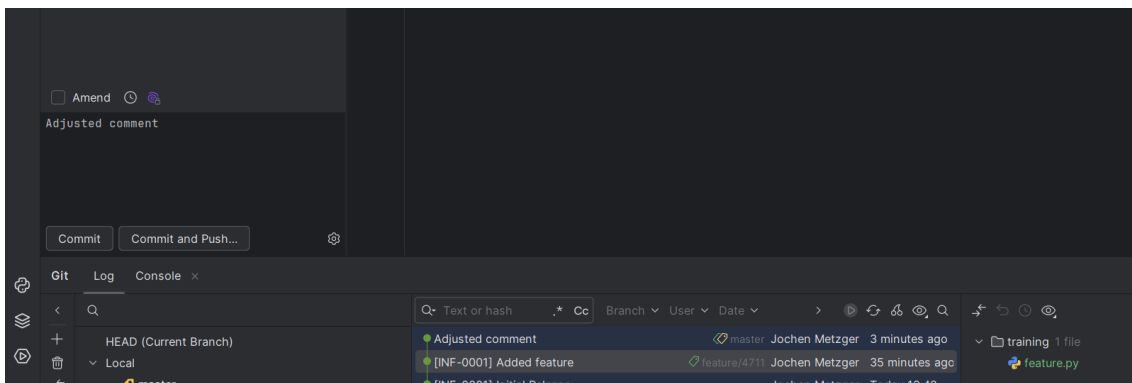 Amend
Adjusted comment
Commit
Commit and Push...
Git
Log
Console
Text or hash
.*
Cc
Branch
User
Date
HEAD (Current Branch)
Local
master
Adjusted comment
master
Jochen Metzger
3 minutes ago
[INF-0001] Added feature
feature/4711
Jochen Metzger
35 minutes ago
training 1 file
feature.py